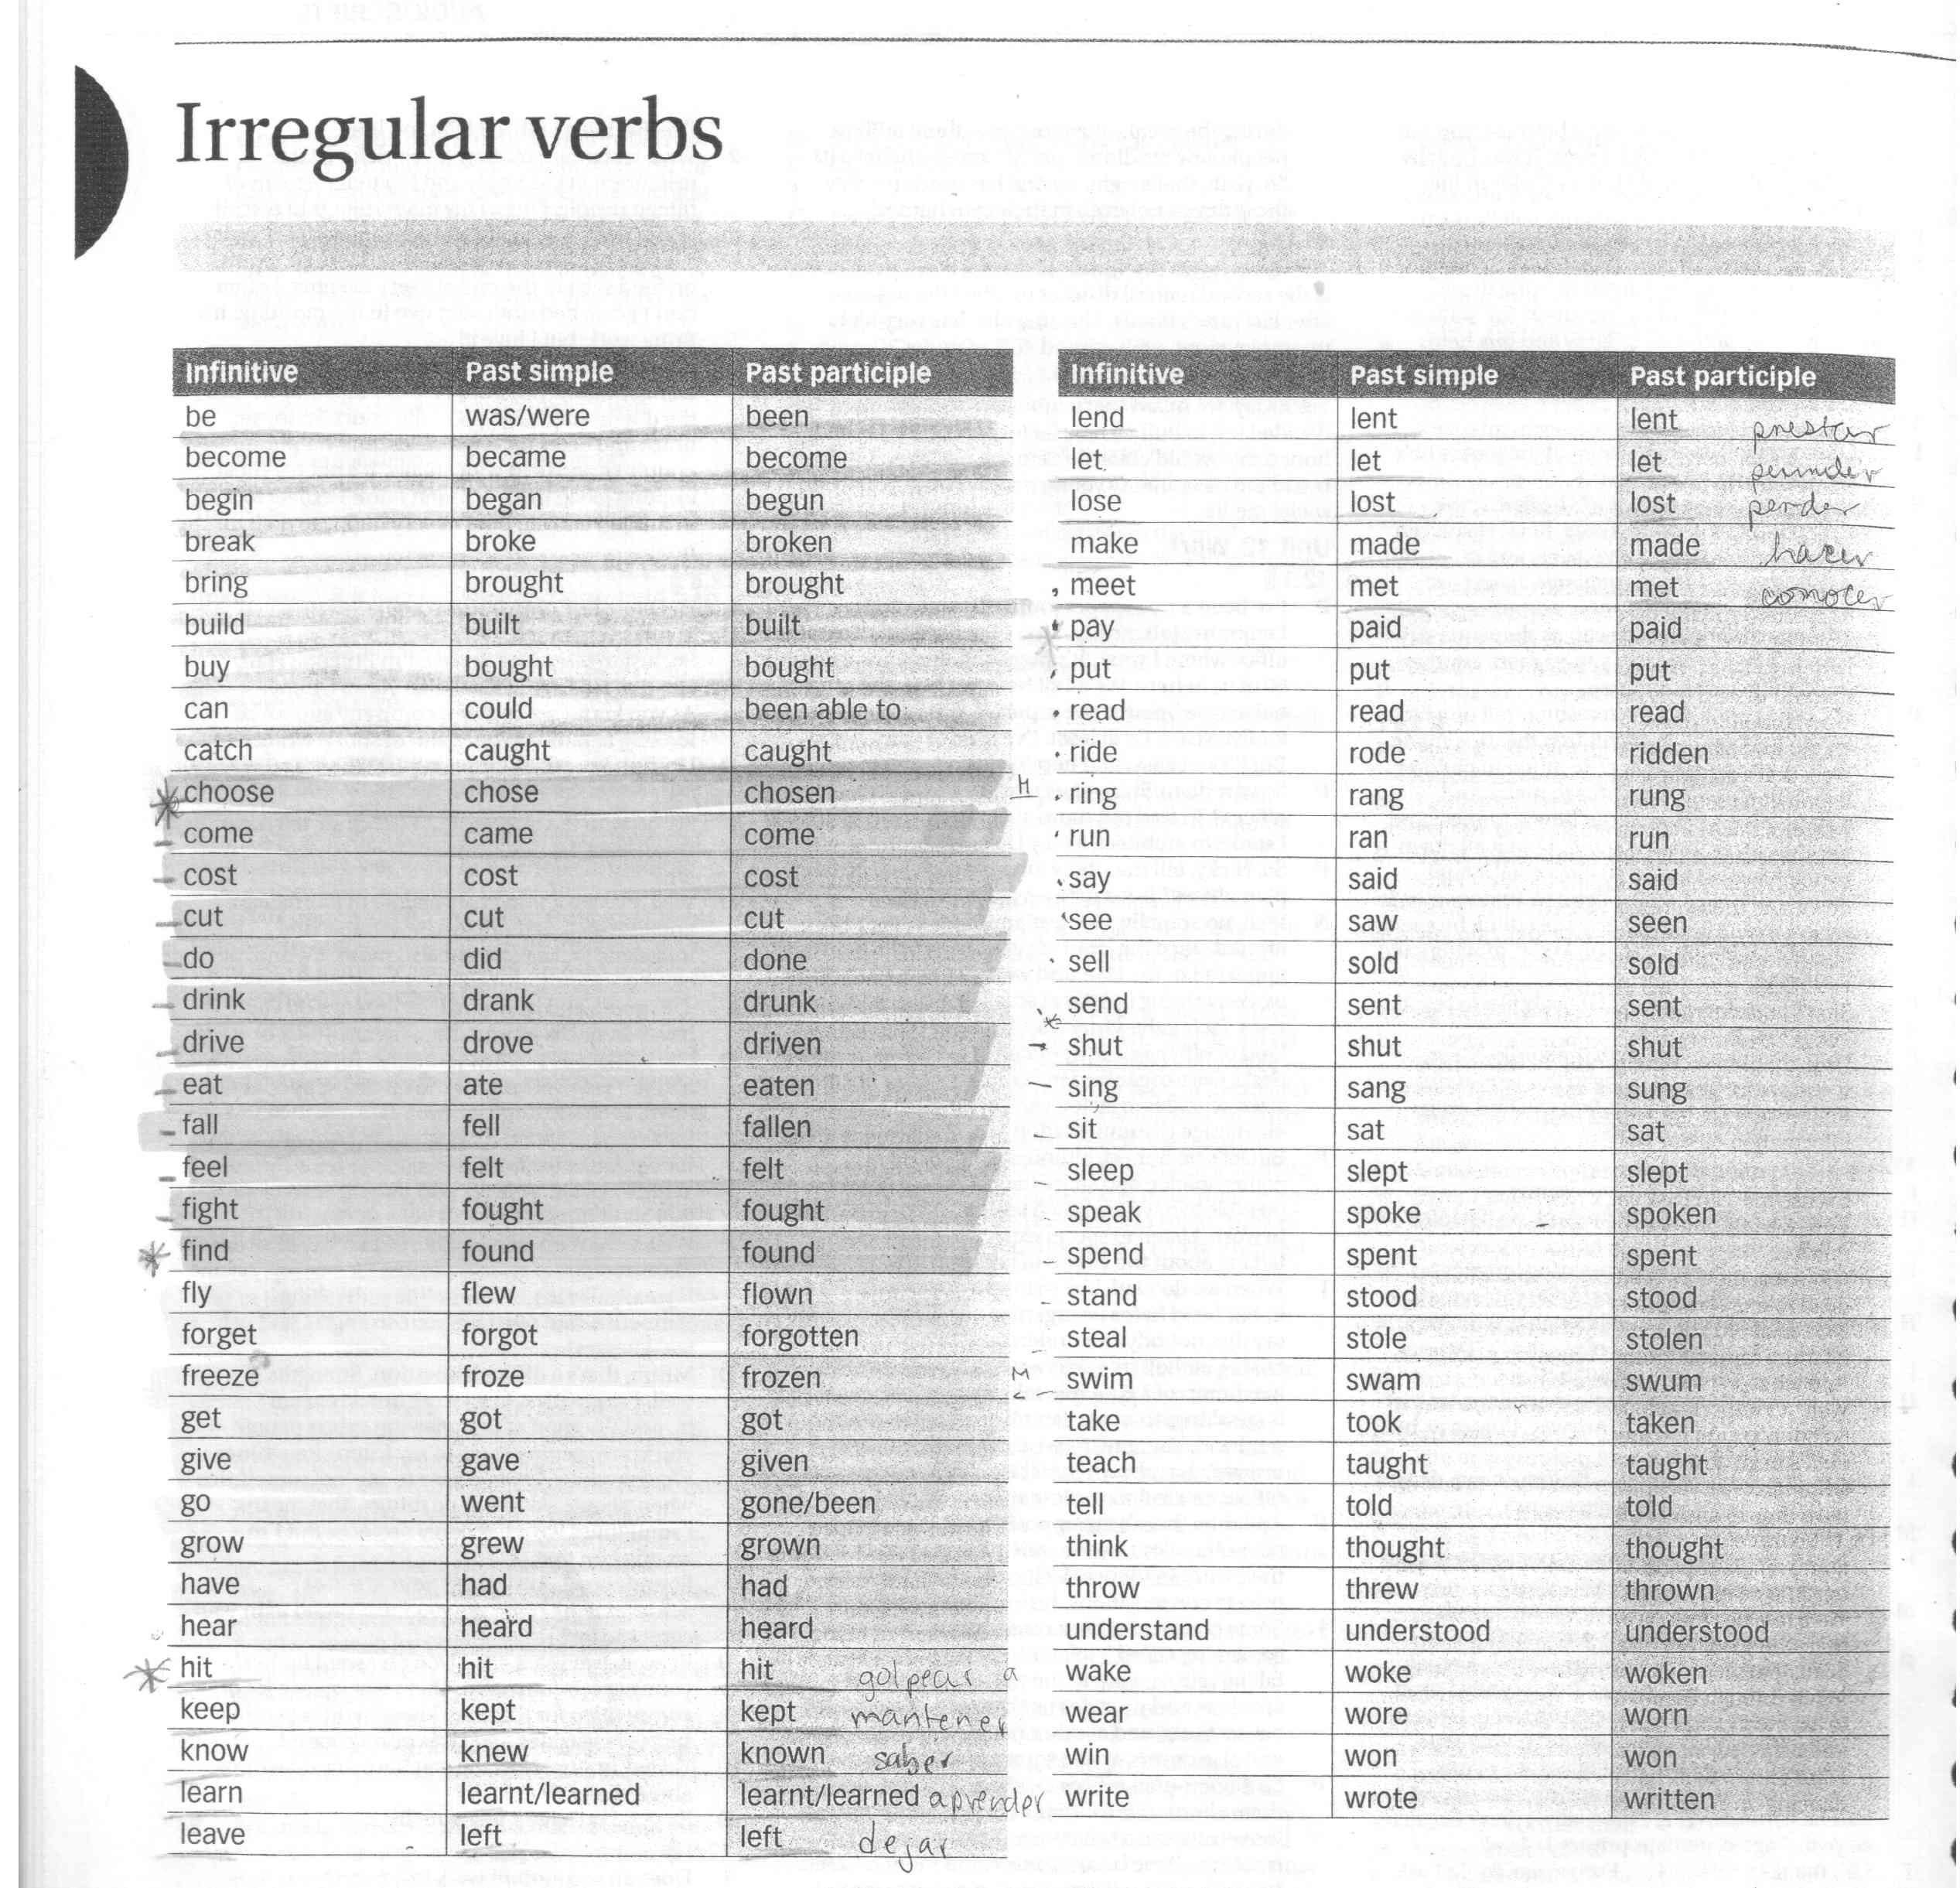 Irregular verbs
Infinitive Past simple Past participle
be was/were been
become became become
begin began begun
break broke broken
bring brought brought
build built built
buy bought bought
can could been able to
catch caught caught
choose chose chosen
come came come
cost cost cost
cut cut cut
do did done
drink drank drunk
drive drove driven
eat ate eaten
fall fell fallen
feel felt felt
fight fought fought
find found found
fly flew flown
forget forgot forgotten
freeze froze frozen
get got got
give gave given
go went gone/been
grow grew grown
have had had
hear heard heard
hit hit hit golpear a
keep kept kept mantener
know knew known saber
learn learnt/learned learnt/learned aprender
leave left left dejar
Infinitive Past simple Past participle
lend lent lent prestar
let let let
lose lost lost perder
make made made hacer
meet met met conocer
pay paid paid
put put put
read read read
ride rode ridden
H ring rang rung
run ran run
say said said
see saw seen
sell sold sold
send sent sent
shut shut shut
sing sang sung
sit sat sat
sleep slept slept
speak spoke spoken
spend spent spent
stand stood stood
steal stole stolen
M swim swam swum
take took taken
teach taught taught
tell told told
think thought thought
throw threw thrown
understand understood understood
wake woke woken
wear wore worn
win won won
write wrote written